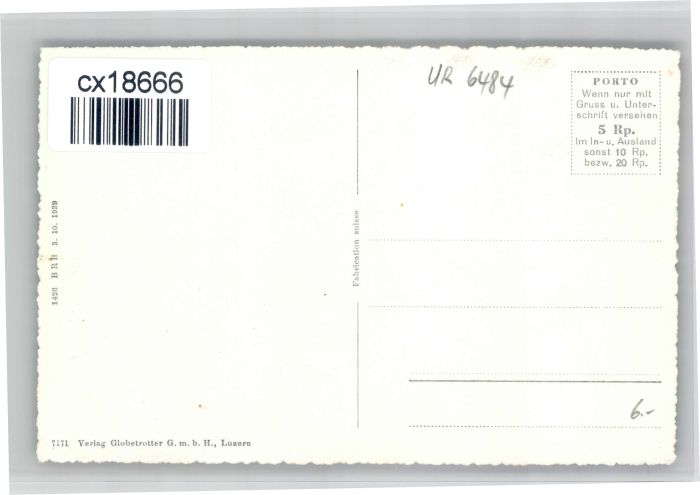 cx18666
UR 6484
PORTO
Wenn nur mit
Gruss u. Unter-
schrift versehen
5 Rp.
Im In- u. Ausland
sonst 10 Rp.
bezw. 20 Rp.
1426 BRB 3. 10. 1939
Fabrication suisse
6.-
7171 Verlag Globetrotter G. m. b. H., Luzern